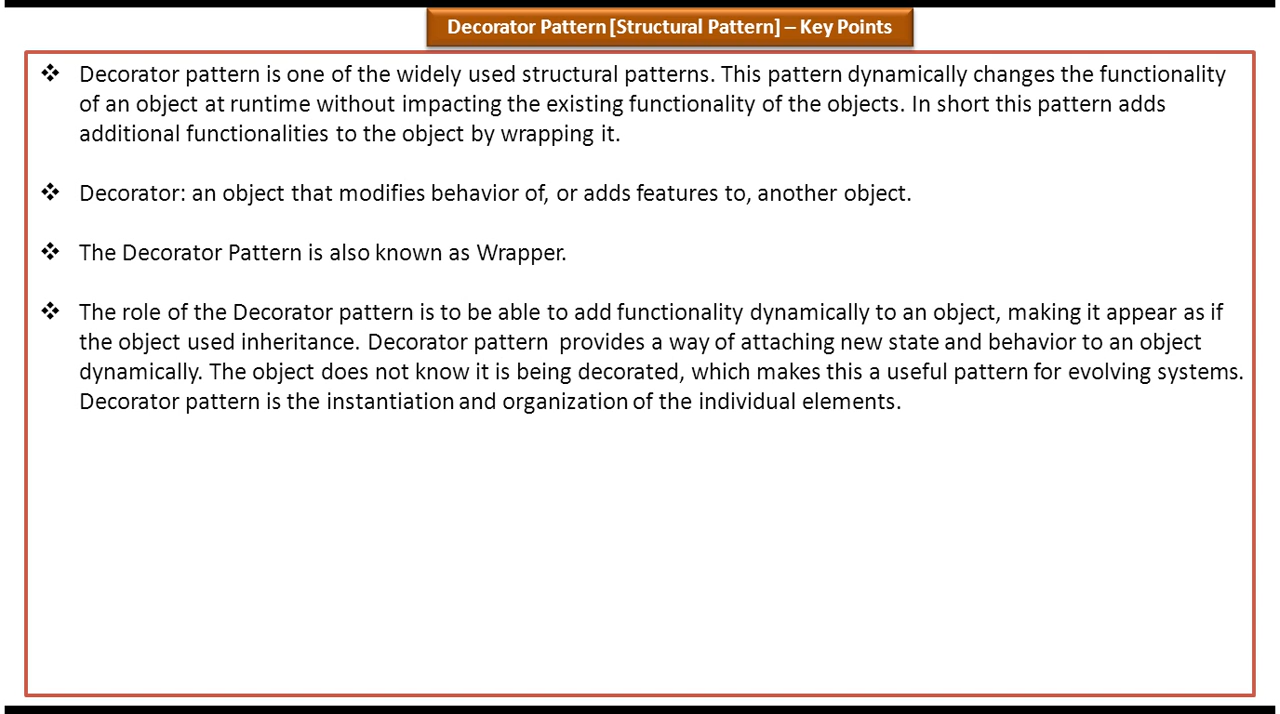 Decorator Pattern [Structural Pattern] – Key Points
❖ Decorator pattern is one of the widely used structural patterns. This pattern dynamically changes the functionality
of an object at runtime without impacting the existing functionality of the objects. In short this pattern adds
additional functionalities to the object by wrapping it.
❖ Decorator: an object that modifies behavior of, or adds features to, another object.
❖ The Decorator Pattern is also known as Wrapper.
❖ The role of the Decorator pattern is to be able to add functionality dynamically to an object, making it appear as if
the object used inheritance. Decorator pattern provides a way of attaching new state and behavior to an object
dynamically. The object does not know it is being decorated, which makes this a useful pattern for evolving systems.
Decorator pattern is the instantiation and organization of the individual elements.